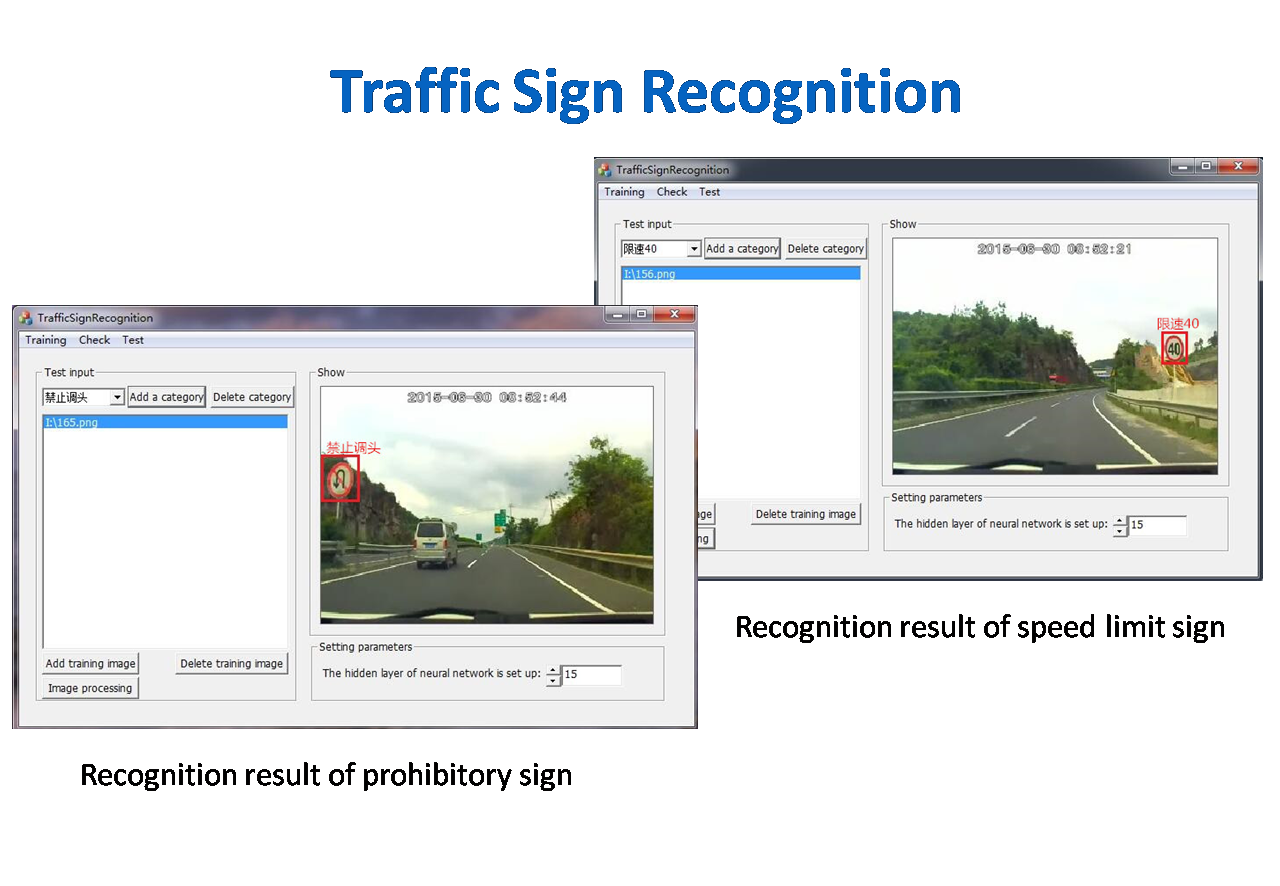 Traffic Sign Recognition
TrafficSignRecognition
Training Check Test
Test input
限速40 Add a category Delete category
I:\156.png
Delete training image
Show
2015-06-30 08:52:21
限速40
40
Setting parameters
The hidden layer of neural network is set up: 15
Recognition result of speed limit sign
TrafficSignRecognition
Training Check Test
Test input
禁止调头 Add a category Delete category
I:\165.png
Add training image Delete training image
Image processing
Show
2015-06-30 08:52:44
禁止调头
Setting parameters
The hidden layer of neural network is set up: 15
Recognition result of prohibitory sign